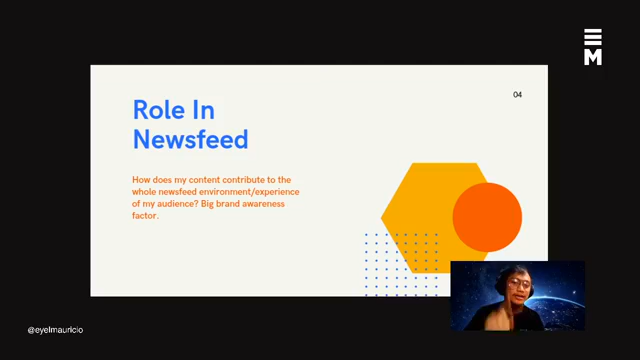 04
Role In
Newsfeed
How does my content contribute to the
whole newsfeed environment/experience
of my audience? Big brand awareness
factor.
@eyelmauricio